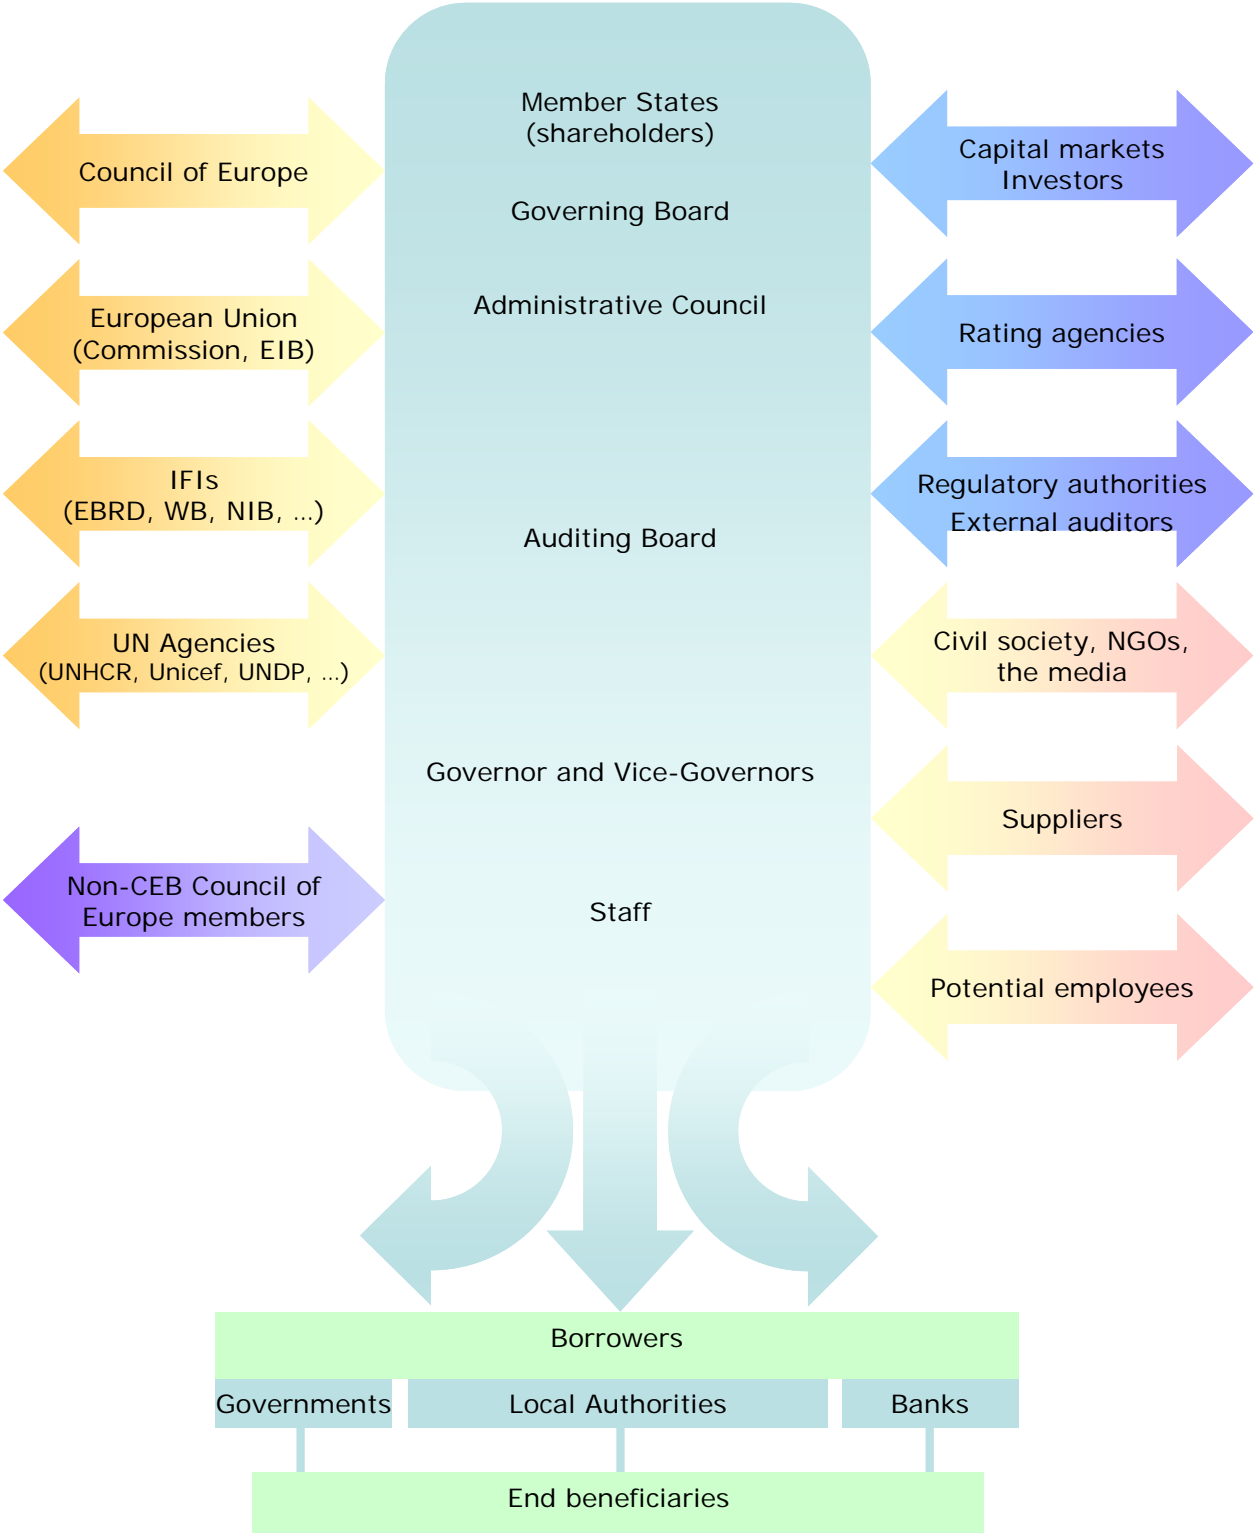 Member States
(shareholders)
Governing Board
Administrative Council
Auditing Board
Governor and Vice-Governors
Staff
Council of Europe
European Union
(Commission, EIB)
IFIs
(EBRD, WB, NIB, ...)
UN Agencies
(UNHCR, Unicef, UNDP, ...)
Non-CEB Council of
Europe members
Capital markets
Investors
Rating agencies
Regulatory authorities
External auditors
Civil society, NGOs,
the media
Suppliers
Potential employees
Borrowers
Governments
Local Authorities
Banks
End beneficiaries